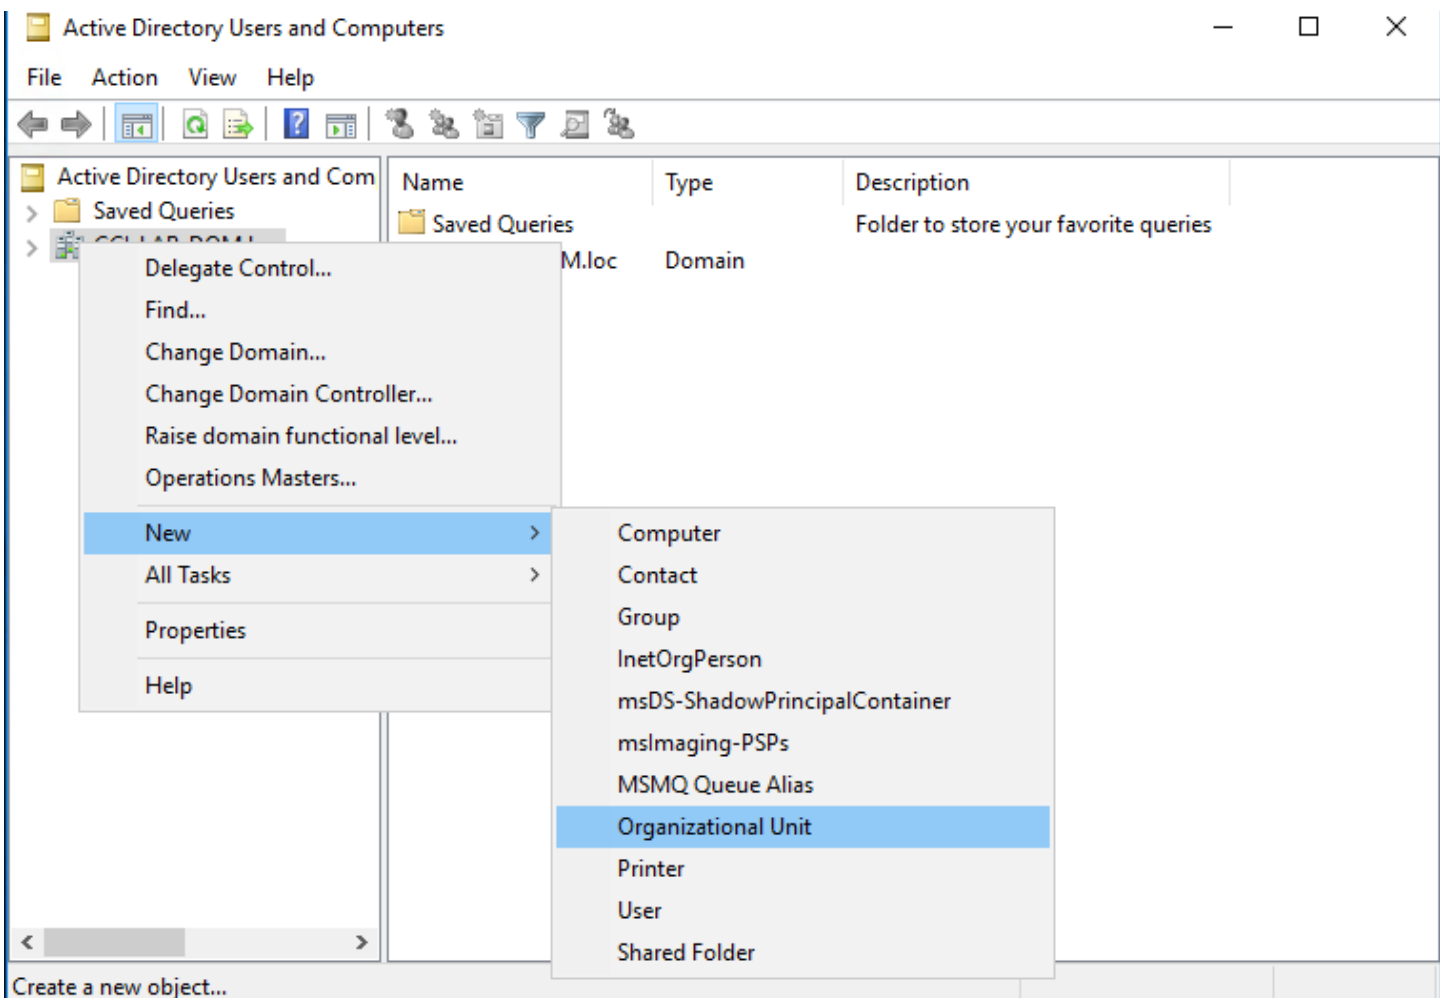 Active Directory Users and Computers
File Action View Help
Active Directory Users and Com
Saved Queries
Name Type Description
Saved Queries Folder to store your favorite queries
M.loc Domain
Delegate Control...
Find...
Change Domain...
Change Domain Controller...
Raise domain functional level...
Operations Masters...
New
All Tasks
Properties
Help
Computer
Contact
Group
InetOrgPerson
msDS-ShadowPrincipalContainer
msImaging-PSPs
MSMQ Queue Alias
Organizational Unit
Printer
User
Shared Folder
Create a new object...